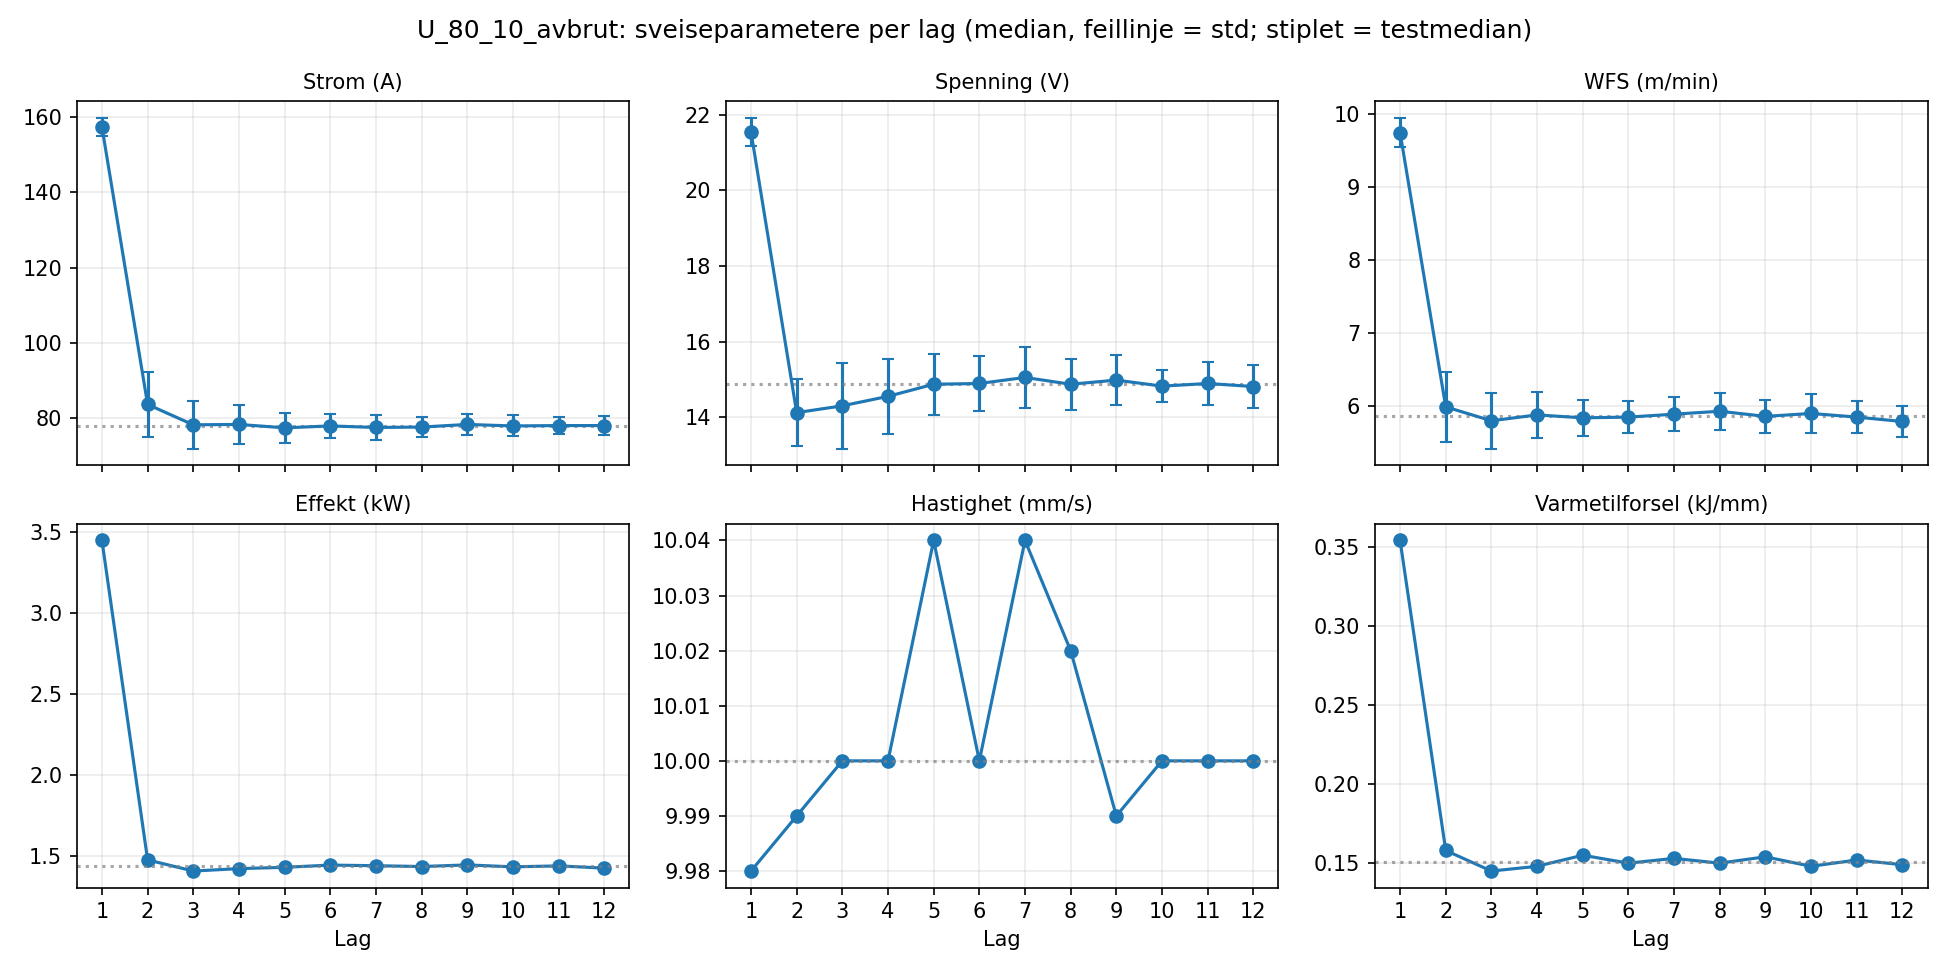 U_80_10_avbrut: sveiseparametere per lag (median, feillinje = std; stiplet = testmedian)
Strom (A)
160
140
120
100
80
Spenning (V)
22
20
18
16
14
WFS (m/min)
10
9
8
7
6
Effekt (kW)
3.5
3.0
2.5
2.0
1.5
1 2 3 4 5 6 7 8 9 10 11 12
Lag
Hastighet (mm/s)
10.04
10.03
10.02
10.01
10.00
9.99
9.98
1 2 3 4 5 6 7 8 9 10 11 12
Lag
Varmetilforsel (kJ/mm)
0.35
0.30
0.25
0.20
0.15
1 2 3 4 5 6 7 8 9 10 11 12
Lag